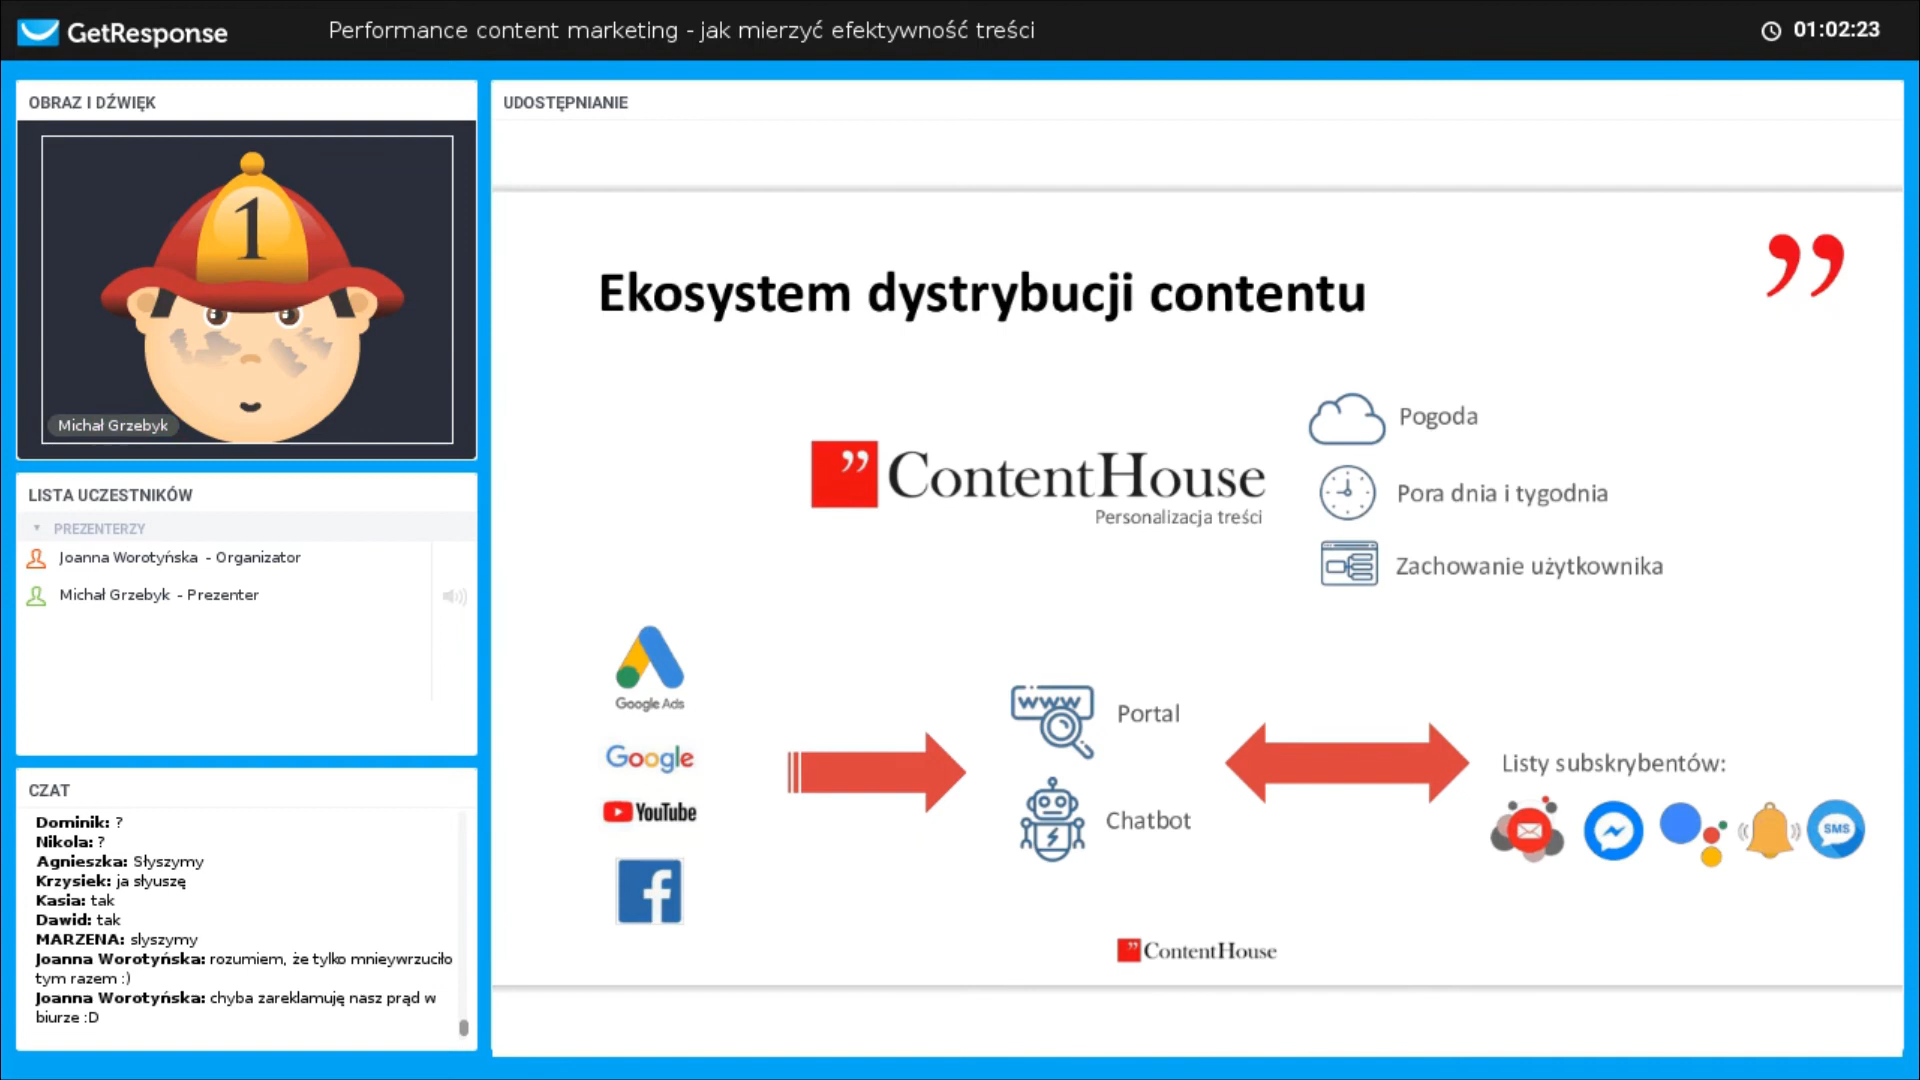 GetResponse
Performance content marketing - jak mierzyć efektywność treści
01:02:23
OBRAZ I DŹWIĘK
1
Michał Grzebyk
LISTA UCZESTNIKÓW
PREZENTERZY
Joanna Worotyńska - Organizator
Michał Grzebyk - Prezenter
CZAT
Dominik: ?
Nikola: ?
Agnieszka: Słyszymy
Krzysiek: ja słyuszę
Kasia: tak
Dawid: tak
MARZENA: slyszymy
Joanna Worotyńska: rozumiem, że tylko mnieywrzuciło
tym razem :)
Joanna Worotyńska: chyba zareklamuję nasz prąd w
biurze :D
UDOSTĘPNIANIE
Ekosystem dystrybucji contentu
ContentHouse
Personalizacja treści
Pogoda
Pora dnia i tygodnia
Zachowanie użytkownika
Google Ads
Google
YouTube
www
Portal
Chatbot
Listy subskrybentów:
SMS
ContentHouse